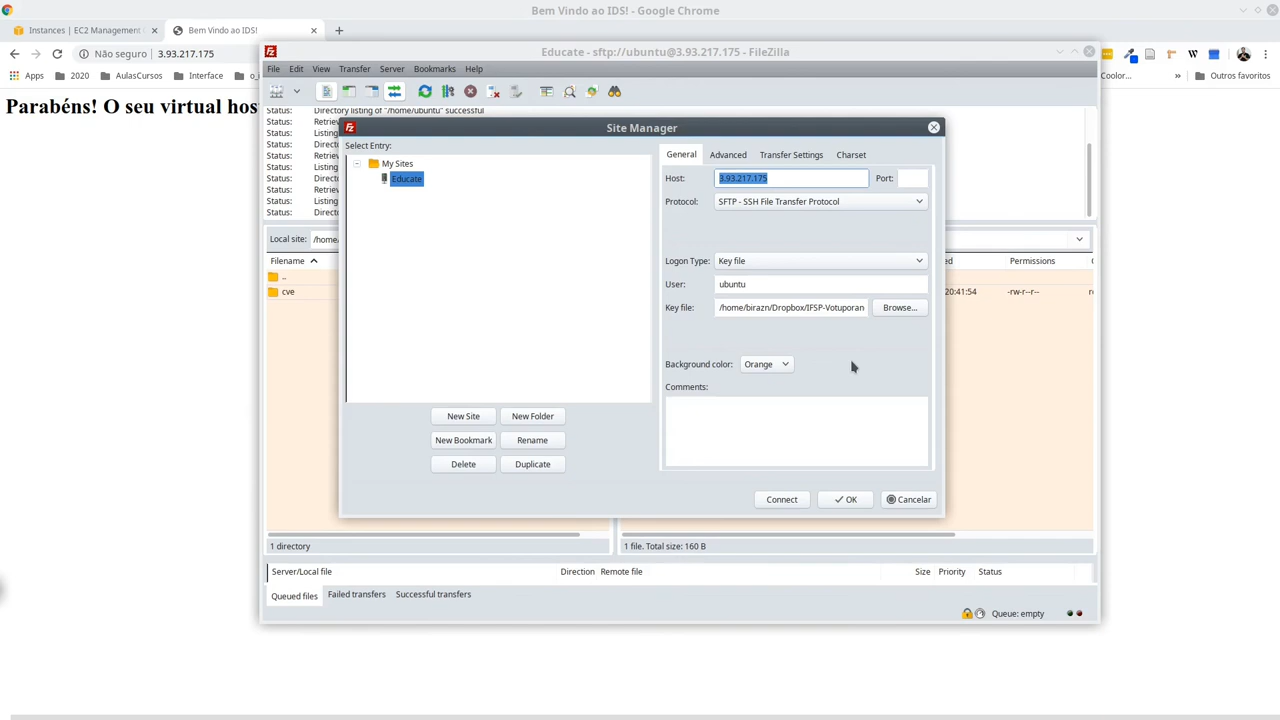 Bem Vindo ao IDS! - Google Chrome
Instances | EC2 Management
Bem Vindo ao IDS!
Não seguro
3.93.217.175
Apps
2020
AulasCursos
Interface
Coolor...
»
Outros favoritos
Parabéns! O seu virtual
Educate - sftp://ubuntu@3.93.217.175 - FileZilla
File Edit View Transfer Server Bookmarks Help
Status: Directory listing of "/home/ubuntu" successful
Status:
Status:
Status:
Status:
Status:
Status:
Status:
Status:
Status:
Local site: /home/
Filename
..
cve
Permissions
20:41:54
-rw-r--r--
1 directory
1 file. Total size: 160 B
Server/Local file Direction Remote file Size Priority Status
Queued files Failed transfers Successful transfers
Queue: empty
Site Manager
Select Entry:
My Sites
Educate
New Site New Folder
New Bookmark Rename
Delete Duplicate
General Advanced Transfer Settings Charset
Host: 3.93.217.175 Port:
Protocol: SFTP - SSH File Transfer Protocol
Logon Type: Key file
User: ubuntu
Key file: /home/birazn/Dropbox/IFSP-Votuporan Browse...
Background color: Orange
Comments:
Connect OK Cancelar